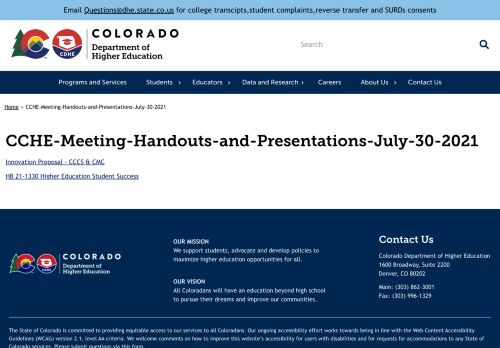 Email Questions@dhe.state.co.us for college transcipts,student complaints,reverse transfer and SURDs consents
COLORADO
Department of
Higher Education
CDHE
Search
Programs and Services
Students
Educators
Data and Research
Careers
About Us
Contact Us
Home › CCHE-Meeting-Handouts-and-Presentations-July-30-2021
CCHE-Meeting-Handouts-and-Presentations-July-30-2021
Innovation Proposal - CCCS & CMC
HB 21-1330 Higher Education Student Success
COLORADO
Department of
Higher Education
CDHE
OUR MISSION
We support students, advocate and develop policies to
maximize higher education opportunities for all.
OUR VISION
All Coloradans will have an education beyond high school
to pursue their dreams and improve our communities.
Contact Us
Colorado Department of Higher Education
1600 Broadway, Suite 2200
Denver, CO 80202
Main: (303) 862-3001
Fax: (303) 996-1329
The State of Colorado is committed to providing equitable access to our services to all Coloradans. Our ongoing accessibility effort works towards being in line with the Web Content Accessibility
Guidelines (WCAG) version 2.1, level AA criteria. We welcome comments on how to improve this website's accessibility for users with disabilities and for requests for accommodations to any State of
Colorado services. Please submit questions via this form.